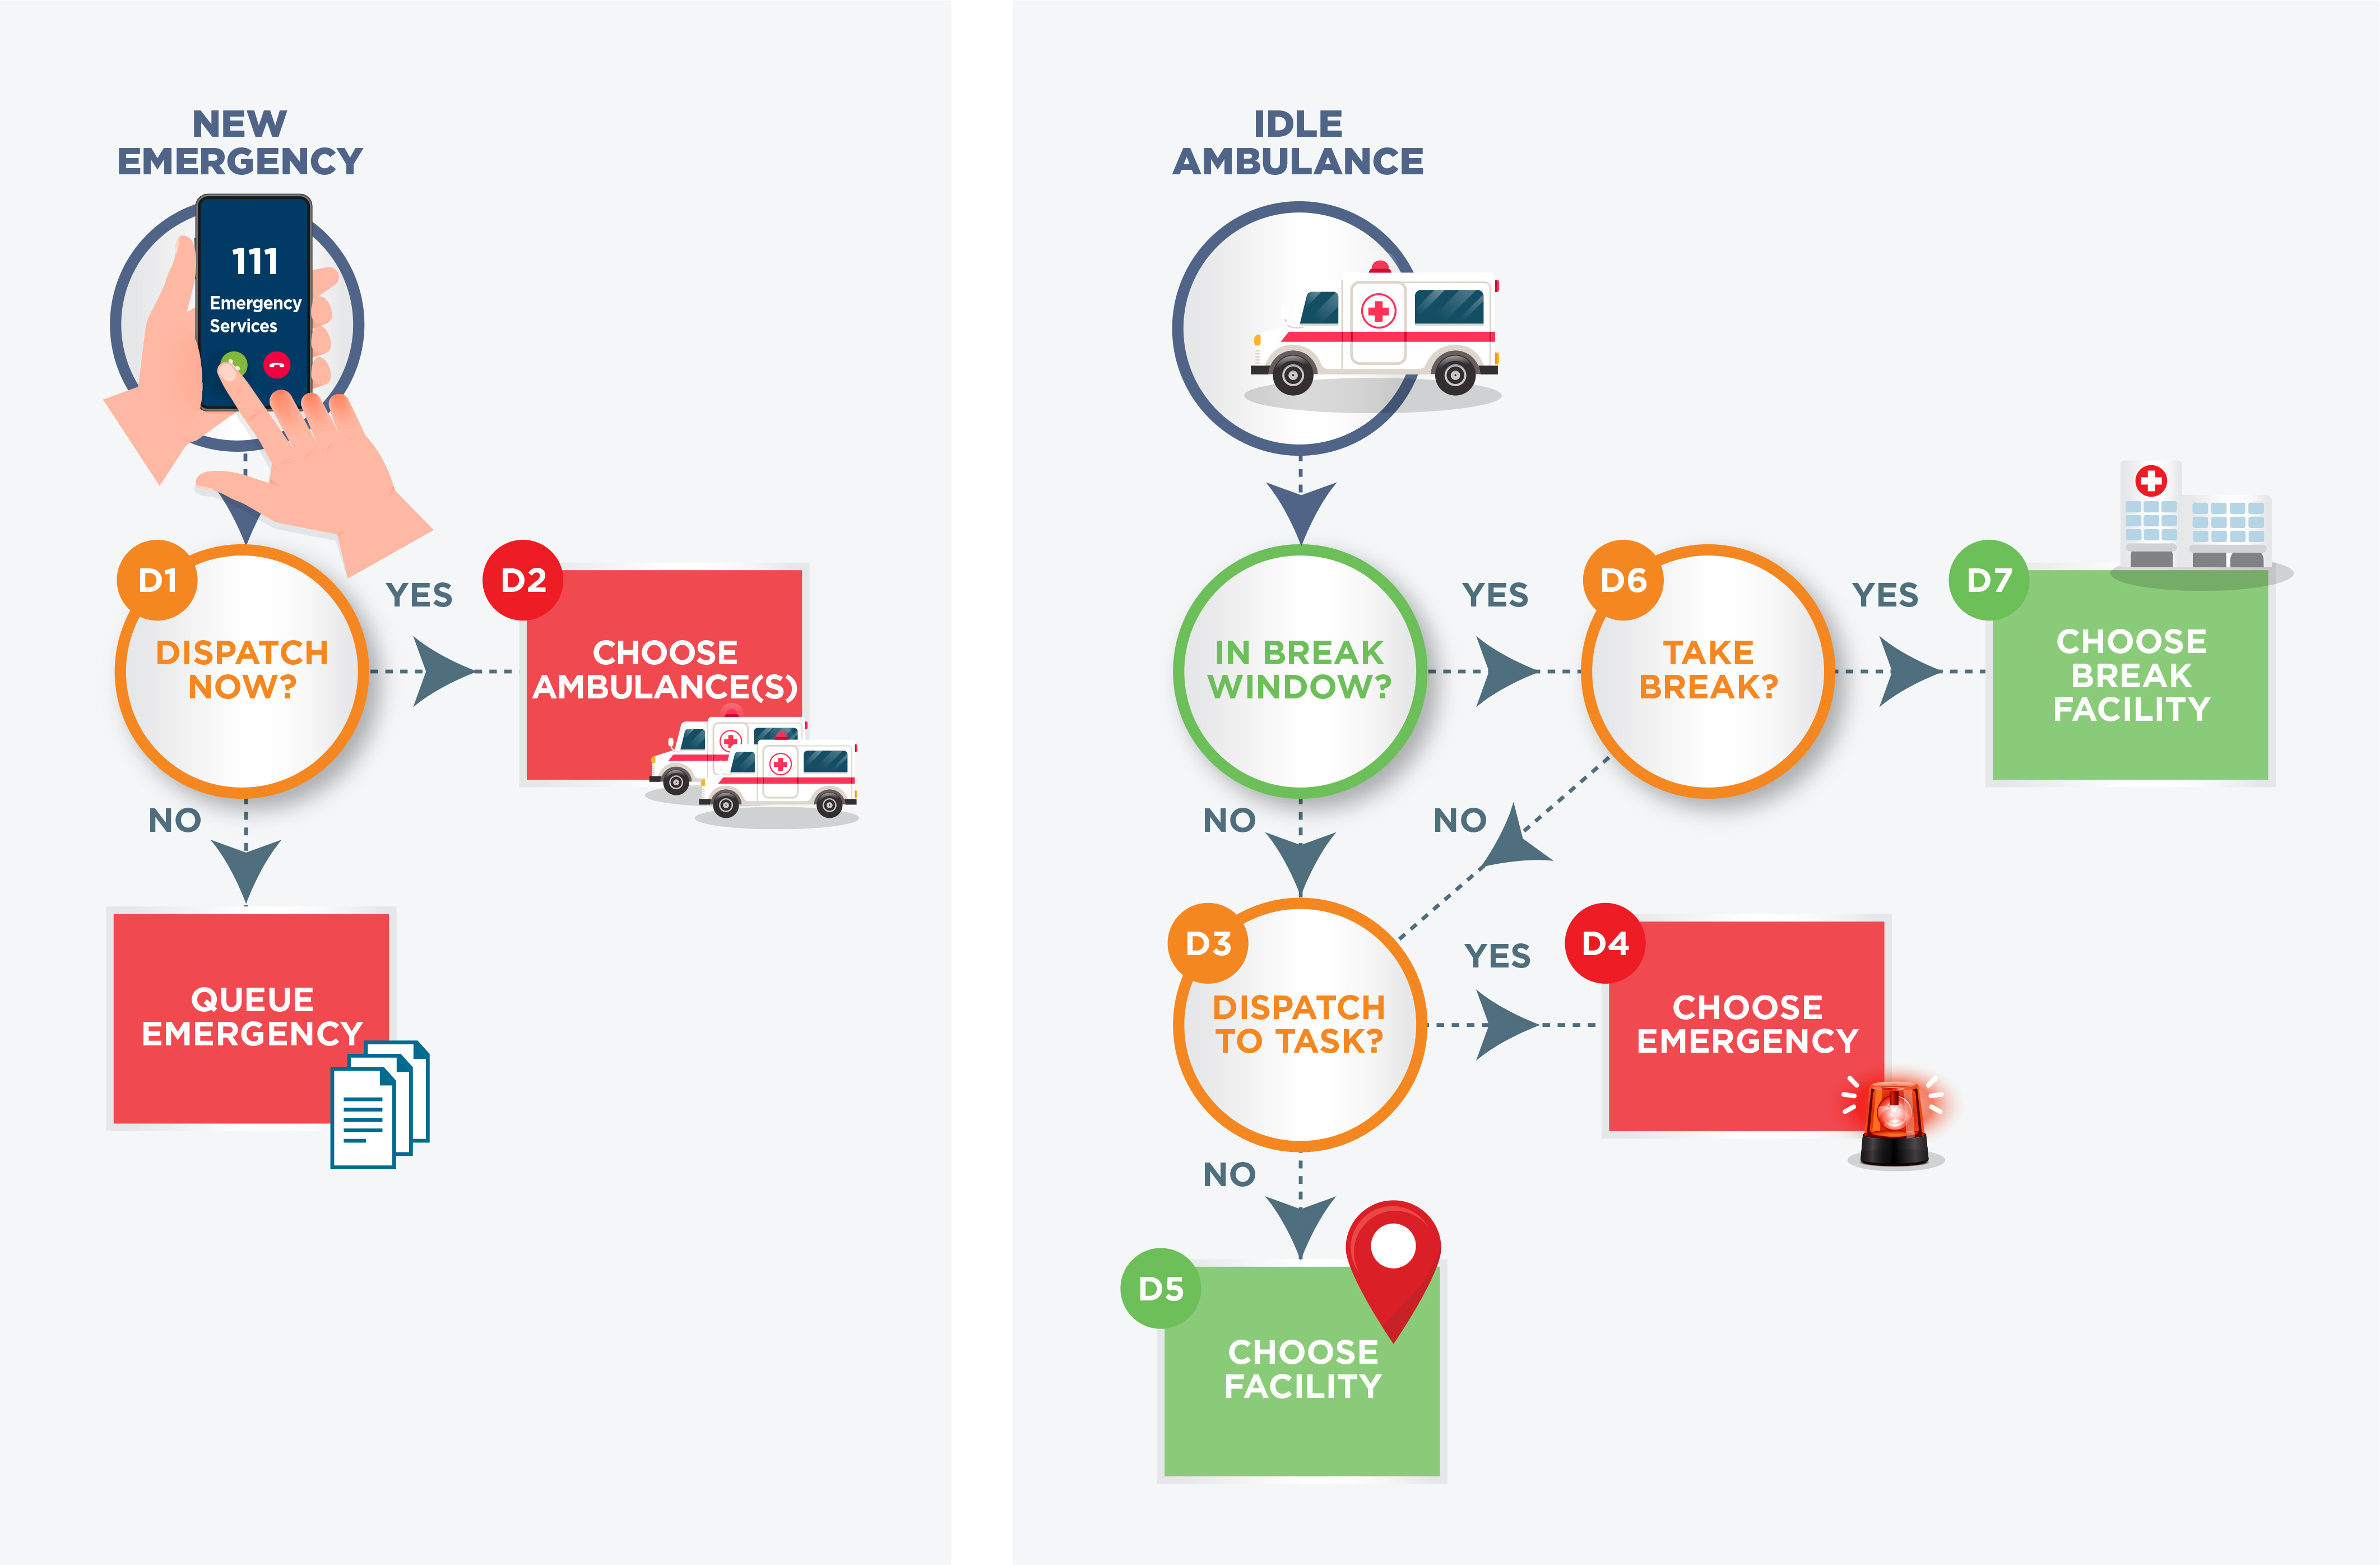 NEW
EMERGENCY
111
Emergency
Services
D1
DISPATCH
NOW?
YES
D2
CHOOSE
AMBULANCE(S)
NO
QUEUE
EMERGENCY
IDLE
AMBULANCE
IN BREAK
WINDOW?
YES
D6
TAKE
BREAK?
YES
D7
CHOOSE
BREAK
FACILITY
NO
NO
D3
DISPATCH
TO TASK?
YES
D4
CHOOSE
EMERGENCY
NO
D5
CHOOSE
FACILITY